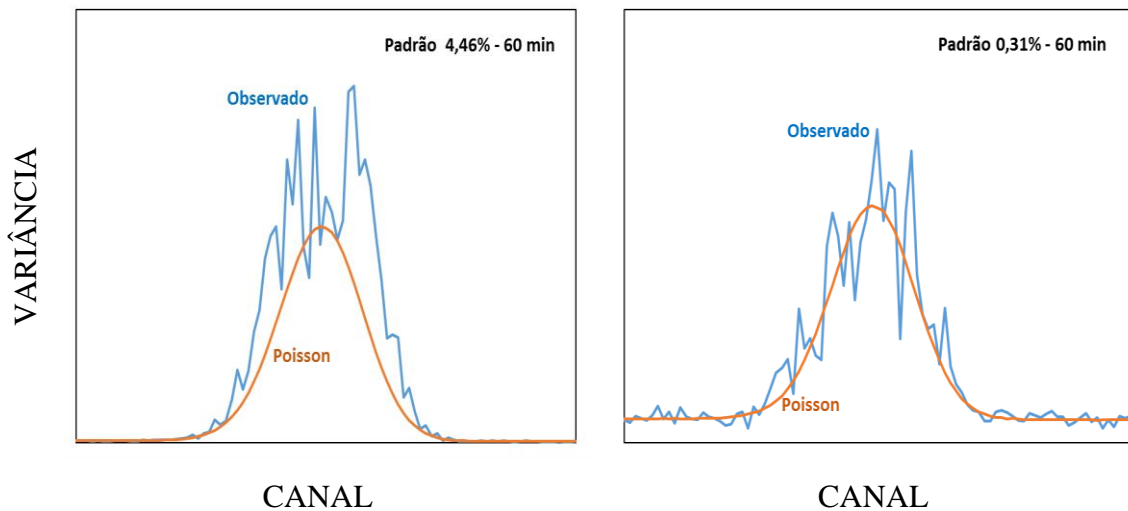 Padrão 4,46% - 60 min
Observado
Poisson
Padrão 0,31% - 60 min
Observado
Poisson
VARIÂNCIA
CANAL
CANAL